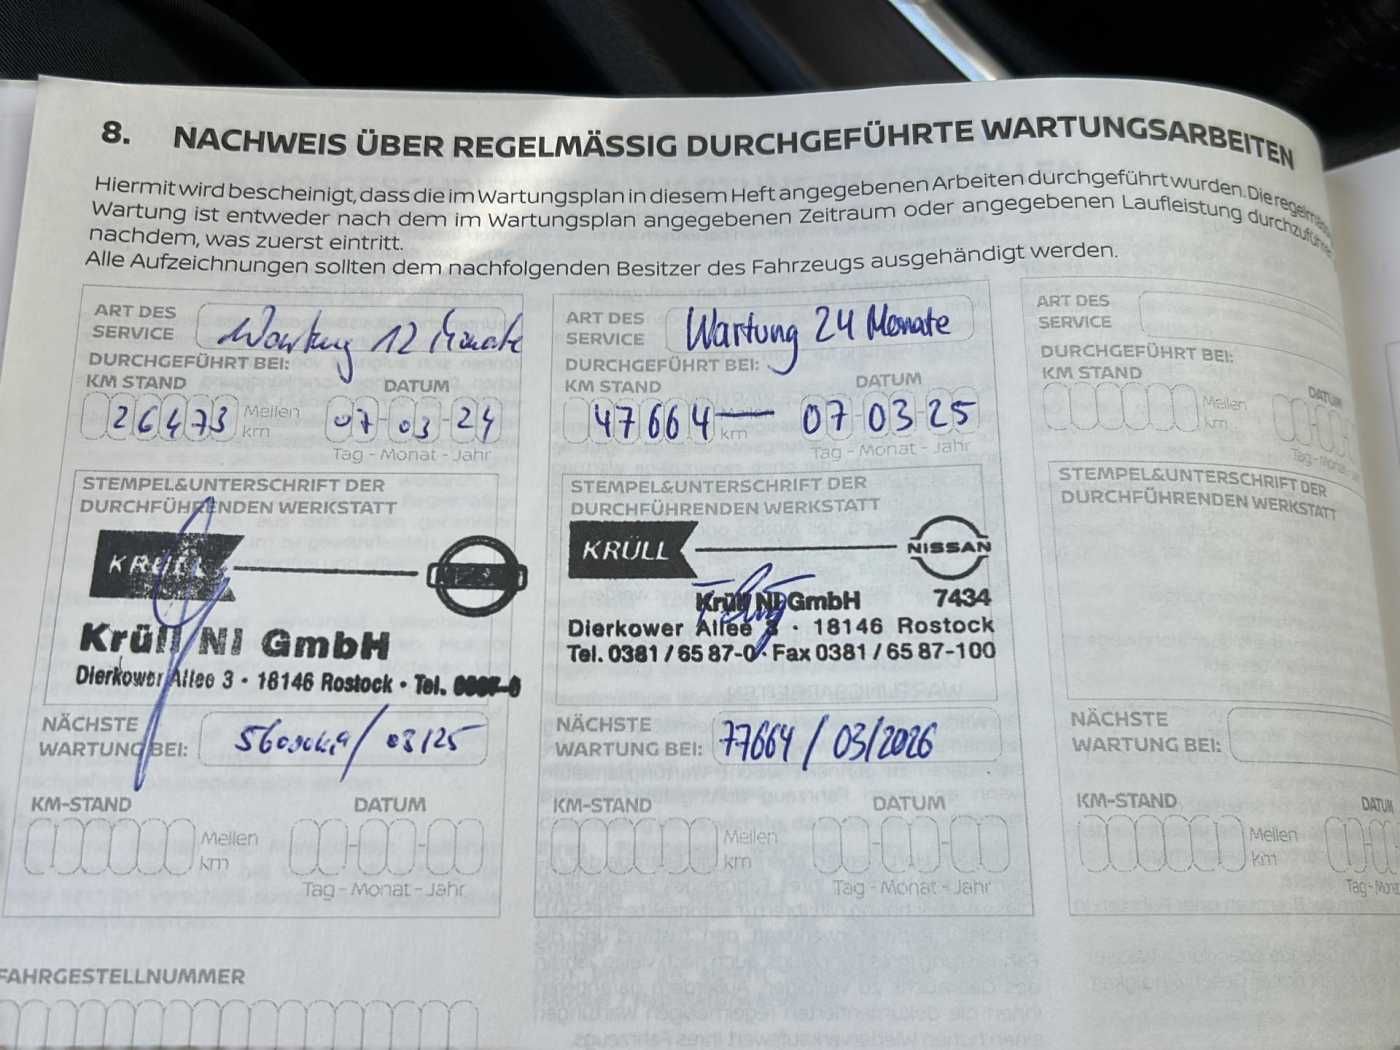 8. NACHWEIS ÜBER REGELMÄSSIG DURCHGEFÜHRTE WARTUNGSARBEITEN
Hiermit wird bescheinigt, dass die im Wartungsplan in diesem Heft angegebenen Arbeiten durchgeführt wurden. Die
Wartung ist entweder nach dem im Wartungsplan angegebenen Zeitraum oder angegebenen Laufleistung
nachdem, was zuerst eintritt.
Alle Aufzeichnungen sollten dem nachfolgenden Besitzer des Fahrzeugs ausgehändigt werden.
ART DES
SERVICE
Wartung 12 Monate
DURCHGEFÜHRT BEI:
KM STAND
DATUM
26473
Meilen
km
07-03-24
Tag - Monat - Jahr
STEMPEL&UNTERSCHRIFT DER
DURCHFÜHRENDEN WERKSTATT
KRÜLL
Krüll NI GmbH
Dierkower Allee 3 · 18146 Rostock · Tel.
NÄCHSTE
WARTUNG BEI:
/ 03/25
KM-STAND
DATUM
Meilen
km
Tag - Monat - Jahr
FAHRGESTELLNUMMER
ART DES
SERVICE
Wartung 24 Monate
DURCHGEFÜHRT BEI:
KM STAND
DATUM
47664
Meilen
km
07 03 25
Tag - Monat - Jahr
STEMPEL&UNTERSCHRIFT DER
DURCHFÜHRENDEN WERKSTATT
KRÜLL
NISSAN
Krüll NI GmbH 7434
Dierkower Allee 3 · 18146 Rostock
Tel. 0381 / 65 87-0 · Fax 0381 / 65 87-100
NÄCHSTE
WARTUNG BEI:
77664 / 03/2026
KM-STAND
DATUM
Meilen
km
Tag - Monat - Jahr
ART DES
SERVICE
DURCHGEFÜHRT BEI:
KM STAND
DATUM
Meilen
km
Tag - Monat
STEMPEL&UNTERSCHRIFT DER
DURCHFÜHRENDEN WERKSTATT
NÄCHSTE
WARTUNG BEI:
KM-STAND
DATUM
Meilen
km
Tag - Monat